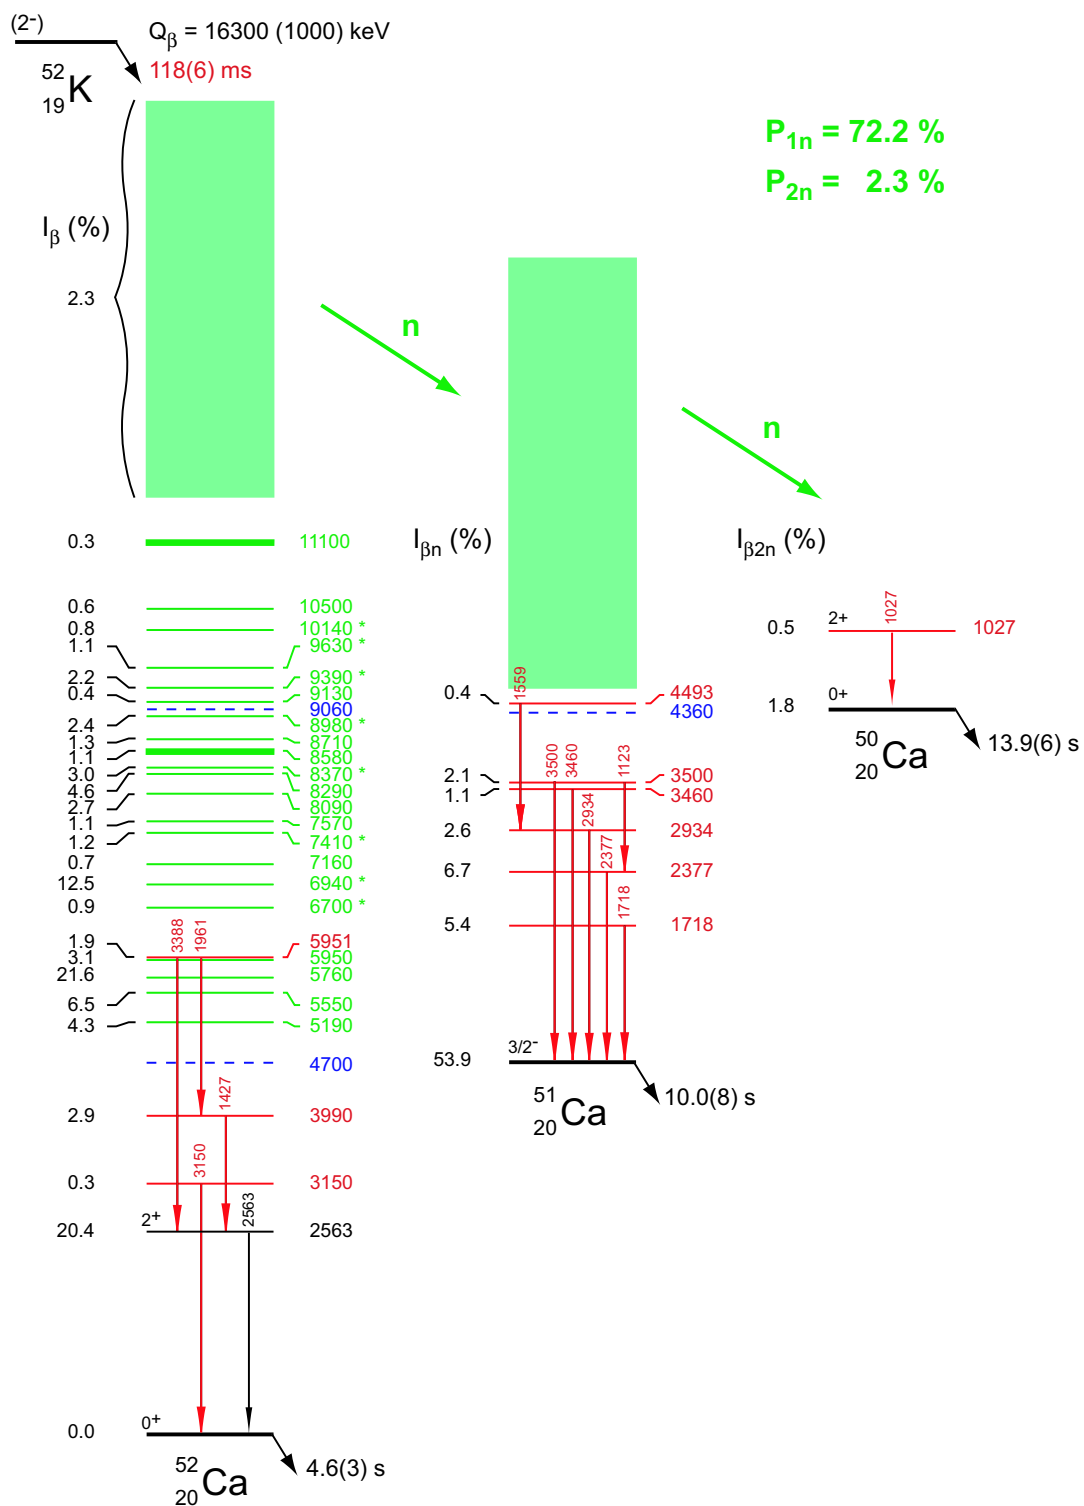 (2-)
Qβ = 16300 (1000) keV
118(6) ms
52
19 K
P1n = 72.2 %
P2n = 2.3 %
Iβ (%)
2.3
n
n
0.3 11100
0.6 10500
0.8 10140 *
1.1 9630 *
2.2 9390 *
0.4 9130
9060
2.4 8980 *
1.3 8710
1.1 8580
3.0 8370 *
4.6 8290
2.7 8090
1.1 7570
1.2 7410 *
0.7 7160
12.5 6940 *
0.9 6700 *
3388 1961
1.9 5951
3.1 5950
21.6 5760
6.5 5550
4.3 5190
4700
1427
2.9 3990
3150
0.3 3150
2563
20.4 2+ 2563
0.0 0+
52
20 Ca
4.6(3) s
Iβn (%)
1559
0.4 4493
4360
3500 3460 1123
2.1 3500
1.1 3460
2934
2.6 2934
2377
6.7 2377
1718
5.4 1718
53.9 3/2-
51
20 Ca
10.0(8) s
Iβ2n (%)
1027
0.5 2+ 1027
1.8 0+
50
20 Ca
13.9(6) s